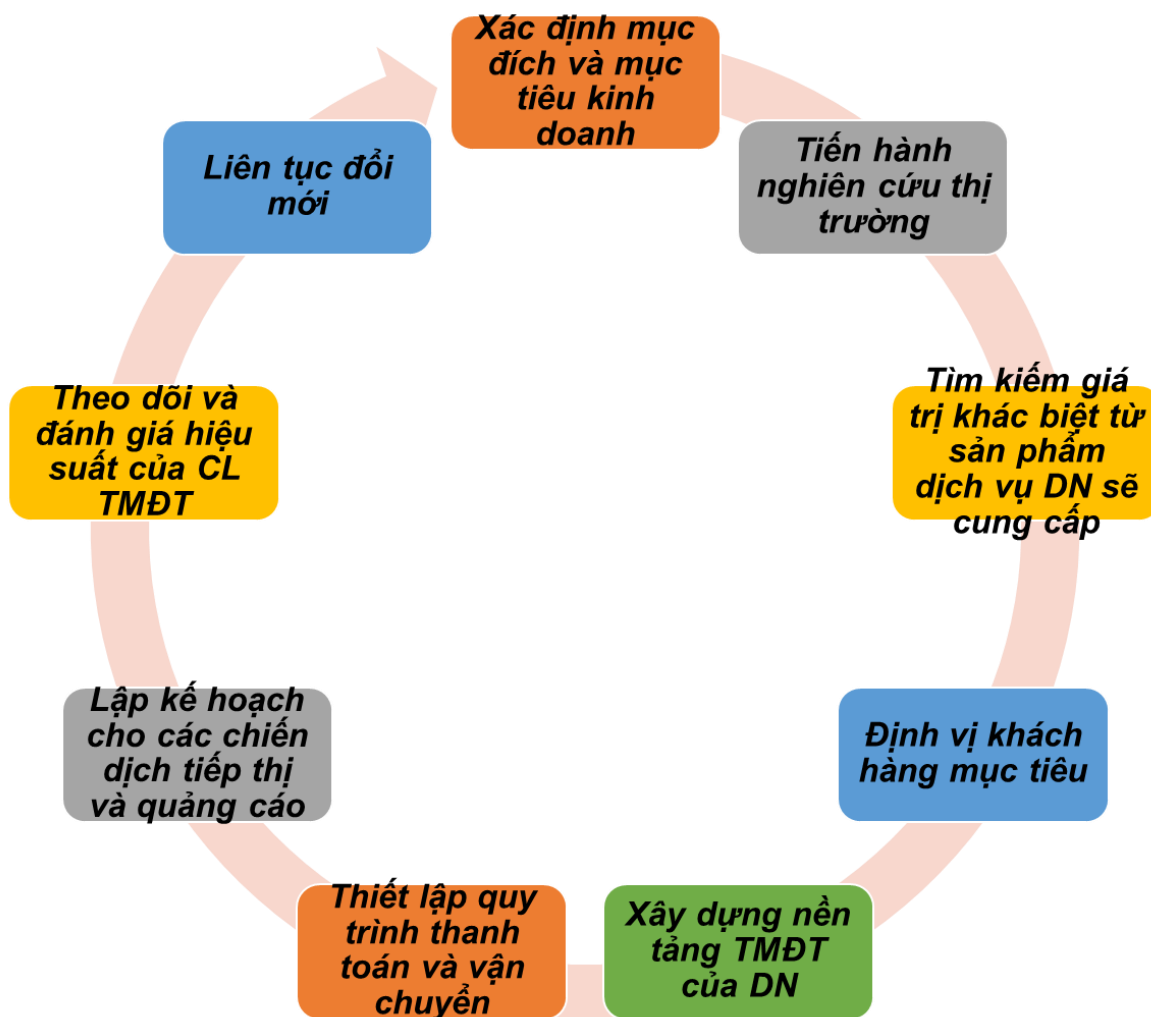 Xác định mục
đích và mục
tiêu kinh
doanh
Tiến hành
nghiên cứu thị
trường
Tìm kiếm giá
trị khác biệt từ
sản phẩm
dịch vụ DN sẽ
cung cấp
Định vị khách
hàng mục tiêu
Xây dựng nền
tảng TMĐT
của DN
Thiết lập quy
trình thanh
toán và vận
chuyển
Lập kế hoạch
cho các chiến
dịch tiếp thị
và quảng cáo
Theo dõi và
đánh giá hiệu
suất của CL
TMĐT
Liên tục đổi
mới